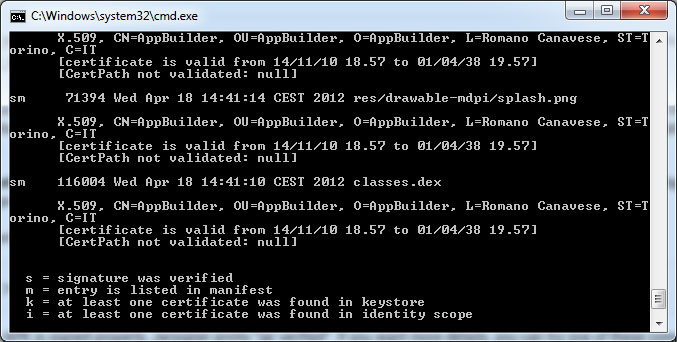 C:\Windows\system32\cmd.exe
X.509, CN=AppBuilder, OU=AppBuilder, O=AppBuilder, L=Romano Canavese, ST=T
orino, C=IT
[certificate is valid from 14/11/10 18.57 to 01/04/38 19.57]
[CertPath not validated: null]
sm 71394 Wed Apr 18 14:41:14 CEST 2012 res/drawable-mdpi/splash.png
X.509, CN=AppBuilder, OU=AppBuilder, O=AppBuilder, L=Romano Canavese, ST=T
orino, C=IT
[certificate is valid from 14/11/10 18.57 to 01/04/38 19.57]
[CertPath not validated: null]
sm 116004 Wed Apr 18 14:41:10 CEST 2012 classes.dex
X.509, CN=AppBuilder, OU=AppBuilder, O=AppBuilder, L=Romano Canavese, ST=T
orino, C=IT
[certificate is valid from 14/11/10 18.57 to 01/04/38 19.57]
[CertPath not validated: null]
s = signature was verified
m = entry is listed in manifest
k = at least one certificate was found in keystore
i = at least one certificate was found in identity scope